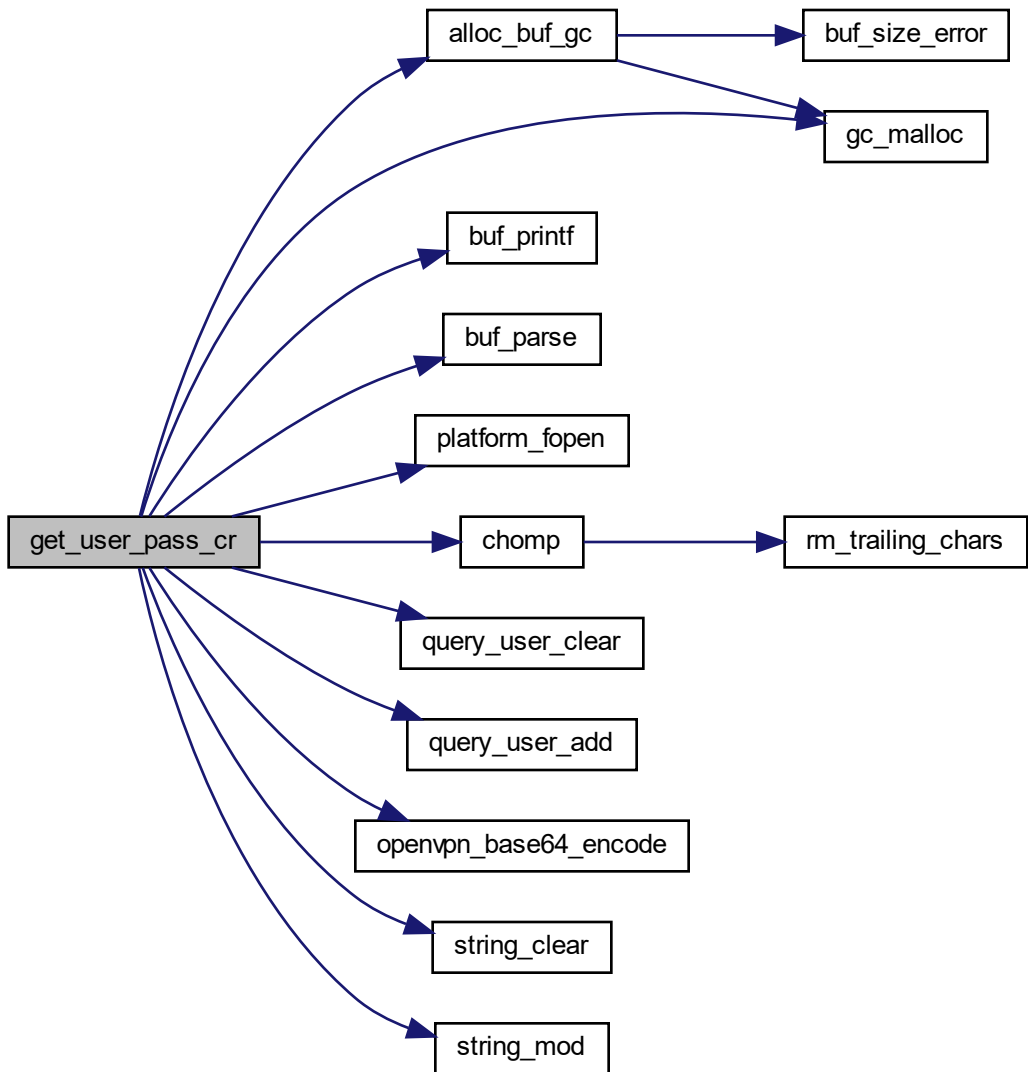 alloc_buf_gc
buf_size_error
gc_malloc
buf_printf
buf_parse
platform_fopen
get_user_pass_cr
chomp
rm_trailing_chars
query_user_clear
query_user_add
openvpn_base64_encode
string_clear
string_mod